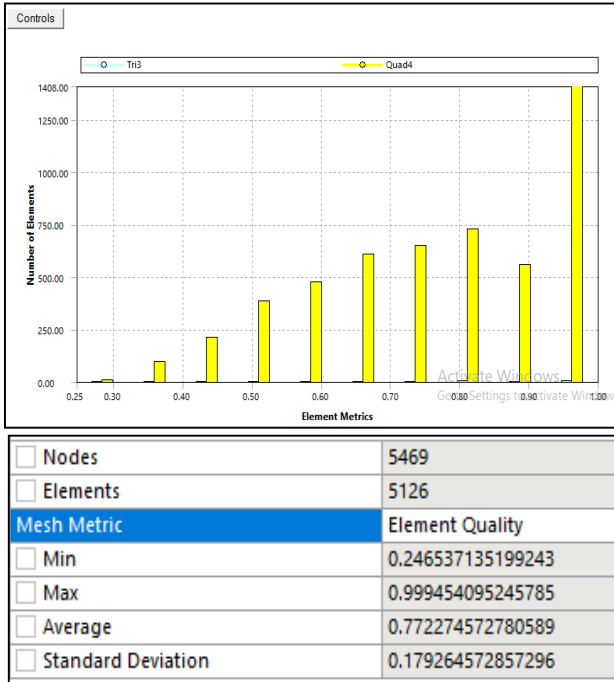 Controls
Tri3 Quad4
1408.00
1250.00
1000.00
750.00
500.00
250.00
0.00
Number of Elements
0.25 0.30 0.40 0.50 0.60 0.70 0.80 0.90 1.00
Element Metrics
Activate Windows
Go to Settings to activate Windows
Nodes 5469
Elements 5126
Mesh Metric Element Quality
Min 0.246537135199243
Max 0.999454095245785
Average 0.772274572780589
Standard Deviation 0.179264572857296